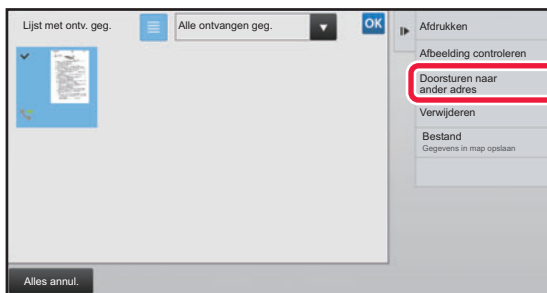 Lijst met ontv. geg.
Alle ontvangen geg.
OK
Afdrukken
Afbeelding controleren
Doorsturen naar
ander adres
Verwijderen
Bestand
Gegevens in map opslaan
Alles annul.